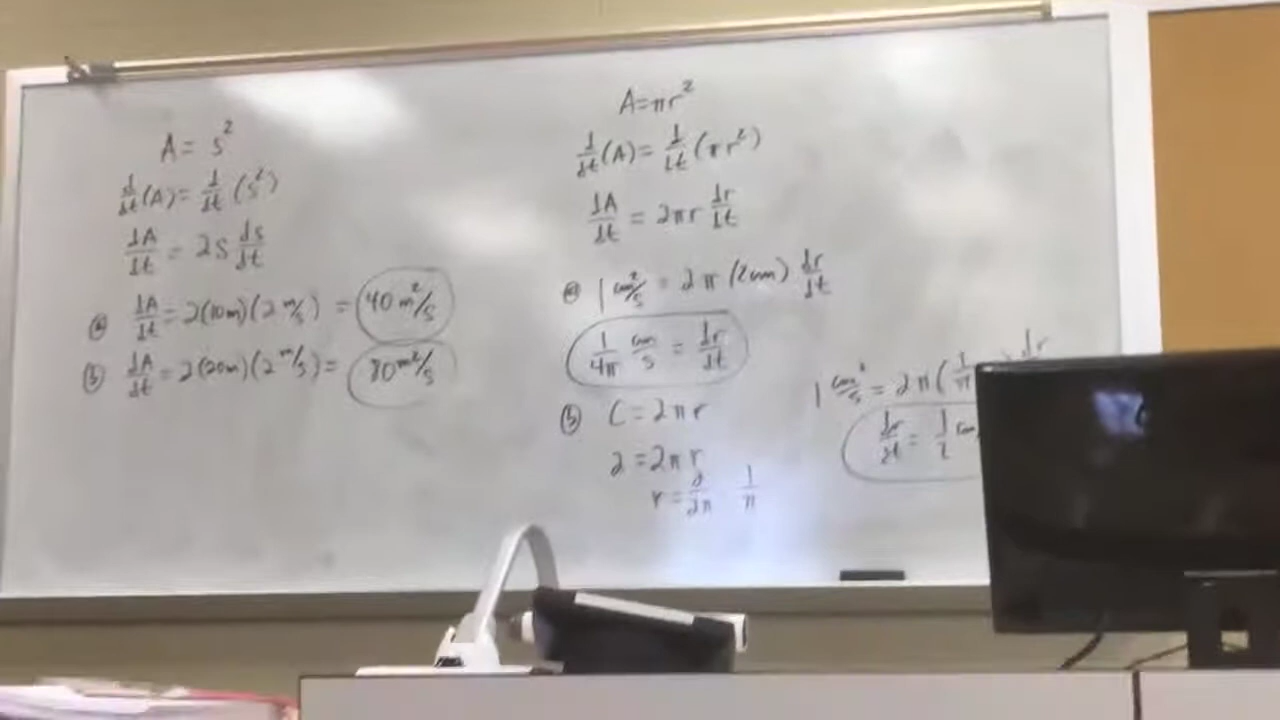 A = s²
d/dt(A) = d/dt (s²)
dA/dt = 2s ds/dt
ⓐ dA/dt = 2(10m)(2 m/s) = 40 m²/s
ⓑ dA/dt = 2(20m)(2 m/s) = 80 m²/s
A = πr²
d/dt(A) = d/dt (πr²)
dA/dt = 2πr dr/dt
ⓐ 1 cm²/s = 2π (2cm) dr/dt
1/4π cm/s = dr/dt
ⓑ C = 2πr
2 = 2πr
r = 2/2π 1/π
1 cm²/s = 2π(1/π ) dr
dr/dt = 1/2 cm